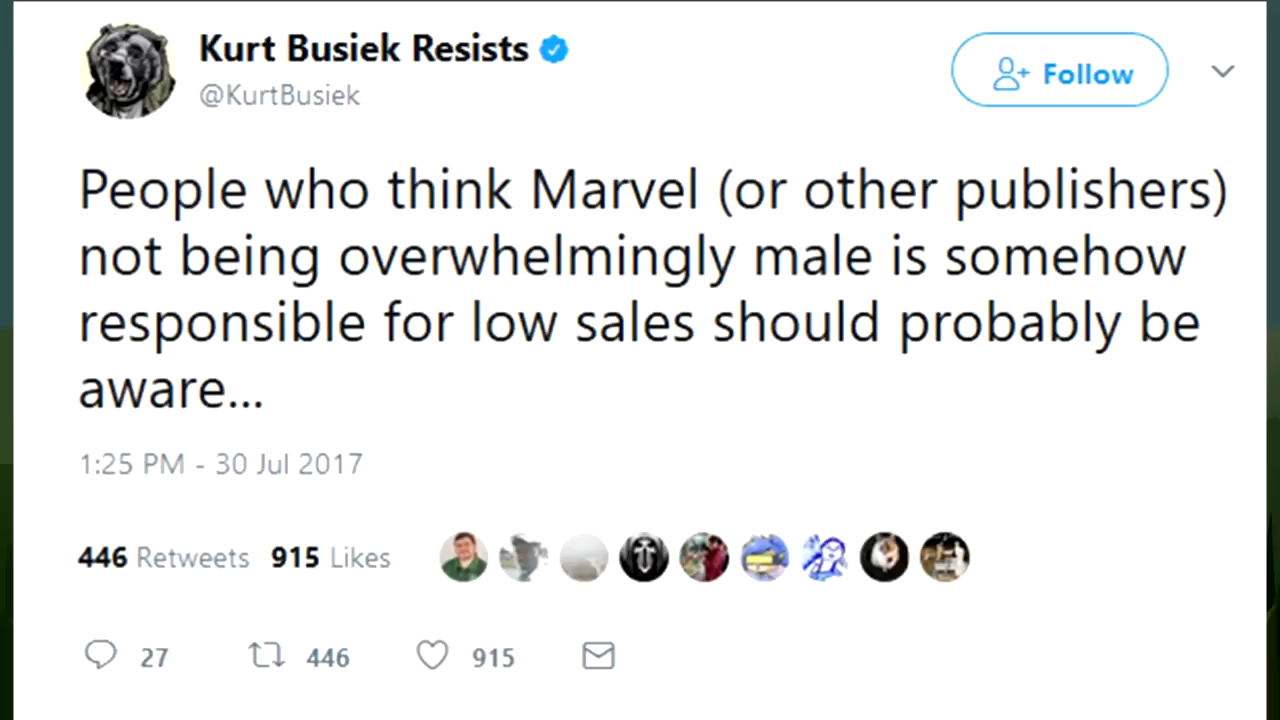 Kurt Busiek Resists
@KurtBusiek
Follow
People who think Marvel (or other publishers)
not being overwhelmingly male is somehow
responsible for low sales should probably be
aware...
1:25 PM - 30 Jul 2017
446 Retweets 915 Likes
27 446 915